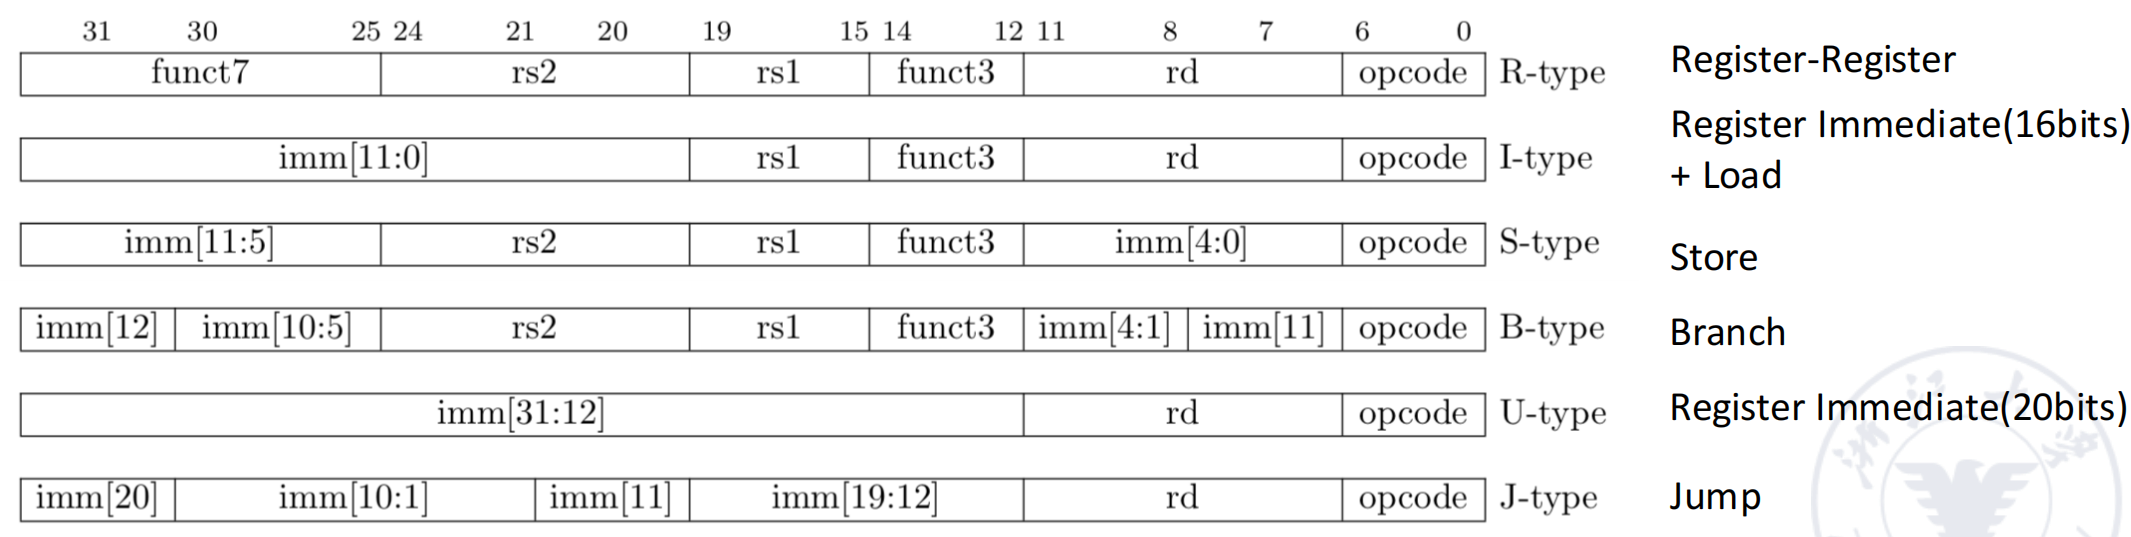 31 30 25 24 21 20 19 15 14 12 11 8 7 6 0
funct7 rs2 rs1 funct3 rd opcode R-type Register-Register
imm[11:0] rs1 funct3 rd opcode I-type Register Immediate(16bits)
+ Load
imm[11:5] rs2 rs1 funct3 imm[4:0] opcode S-type Store
imm[12] imm[10:5] rs2 rs1 funct3 imm[4:1] imm[11] opcode B-type Branch
imm[31:12] rd opcode U-type Register Immediate(20bits)
imm[20] imm[10:1] imm[11] imm[19:12] rd opcode J-type Jump